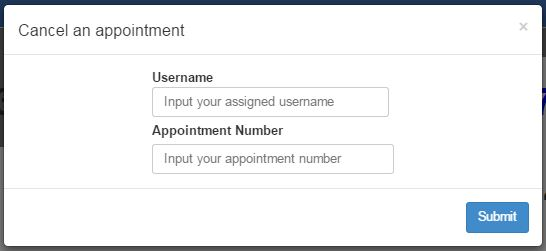 Cancel an appointment
×
Username
Input your assigned username
Appointment Number
Input your appointment number
Submit